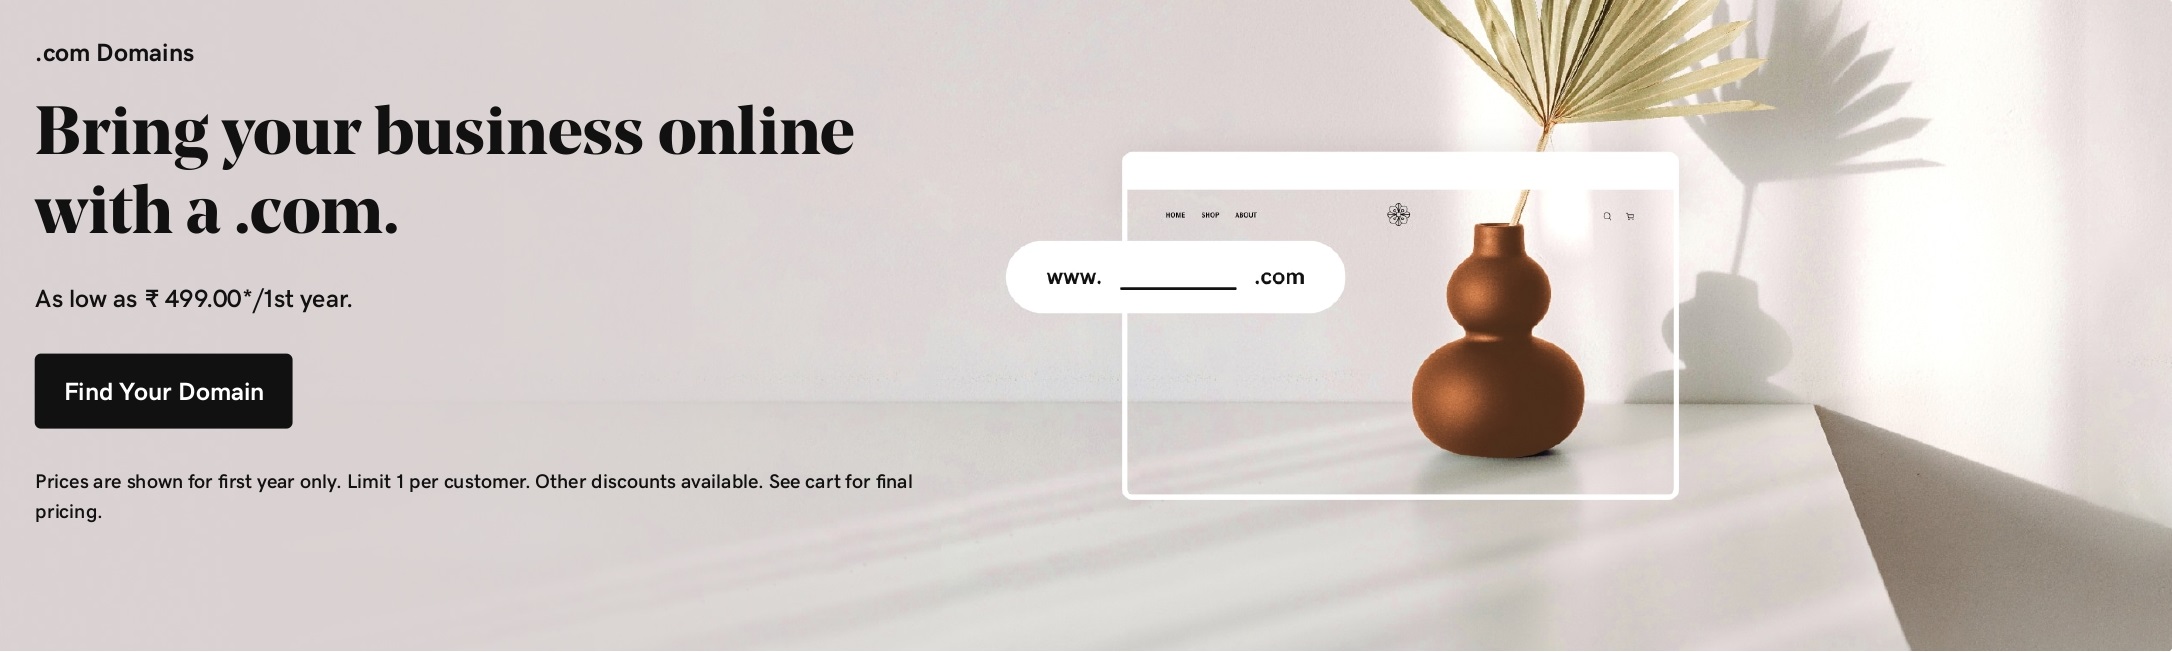 .com Domains
Bring your business online
with a .com.
As low as ₹ 499.00*/1st year.
Find Your Domain
Prices are shown for first year only. Limit 1 per customer. Other discounts available. See cart for final
pricing.
HOME SHOP ABOUT
www. ________ .com